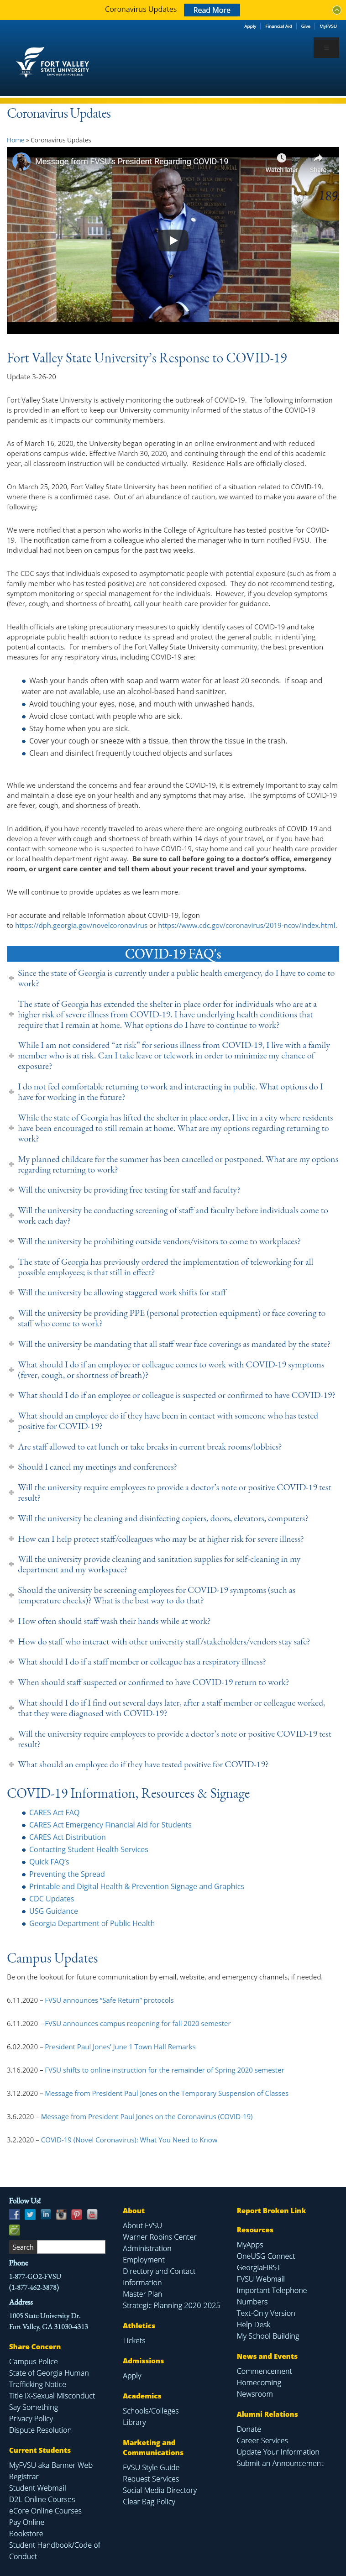 Coronavirus Updates Read More
Apply Financial Aid Give MyFVSU
FORT VALLEY
STATE UNIVERSITY
Coronavirus Updates
Home » Coronavirus Updates
Message from FVSU's President Regarding COVID-19
Watch later Share
189
Fort Valley State University’s Response to COVID-19
Update 3-26-20
Fort Valley State University is actively monitoring the outbreak of COVID-19. The following information
is provided in an effort to keep our University community informed of the status of the COVID-19
pandemic as it impacts our community members.
As of March 16, 2020, the University began operating in an online environment and with reduced
operations campus-wide. Effective March 30, 2020, and continuing through the end of this academic
year, all classroom instruction will be conducted virtually. Residence Halls are officially closed.
On March 25, 2020, Fort Valley State University has been notified of a situation related to COVID-19,
where there is a confirmed case. Out of an abundance of caution, we wanted to make you aware of the
following:
We were notified that a person who works in the College of Agriculture has tested positive for COVID-
19. The notification came from a colleague who alerted the manager who in turn notified FVSU. The
individual had not been on campus for the past two weeks.
The CDC says that individuals exposed to asymptomatic people with potential exposure (such as from a
household) (not tested as positive) are not considered exposed. They do not recommend testing,
symptom monitoring or special management for the individuals. However, if you develop symptoms
(fever, cough, and shortness of breath), call your health care provider for guidance.
Health officials are taking precautionary measures to quickly identify cases of COVID-19 and take
appropriate public health action to reduce its spread and protect the general public in identifying
potential contacts. For members of the Fort Valley State University community, the best prevention
measures for any respiratory virus, including COVID-19 are:
Wash your hands often with soap and warm water for at least 20 seconds. If soap and
water are not available, use an alcohol-based hand sanitizer.
Avoid touching your eyes, nose, and mouth with unwashed hands.
Avoid close contact with people who are sick.
Stay home when you are sick.
Cover your cough or sneeze with a tissue, then throw the tissue in the trash.
Clean and disinfect frequently touched objects and surfaces
While we understand the concerns and fear around the COVID-19, it is extremely important to stay calm
and maintain a close eye on your health and any symptoms that may arise. The symptoms of COVID-19
are fever, cough, and shortness of breath.
In addition, if you have recently traveled to areas where there are ongoing outbreaks of COVID-19 and
develop a fever with cough and shortness of breath within 14 days of your travel, or if you have had
contact with someone who is suspected to have COVID-19, stay home and call your healthcare provider
or local health department right away. Be sure to call before going to a doctor’s office, emergency
room, or urgent care center and tell them about your recent travel and your symptoms.
We will continue to provide updates as we learn more.
For accurate and reliable information about COVID-19, logon
to https://dph.georgia.gov/novelcoronavirus or https://www.cdc.gov/coronavirus/2019-ncov/index.html.
COVID-19 FAQ's
Since the state of Georgia is currently under a public health emergency, do I have to come to
work?
The state of Georgia has extended the shelter in place order for individuals who are at a
higher risk of severe illness from COVID-19. I have underlying health conditions that
require that I remain at home. What options do I have to continue to work?
While I am not considered “at risk” for serious illness from COVID-19, I live with a family
member who is at risk. Can I take leave or telework in order to minimize my chance of
exposure?
I do not feel comfortable returning to work and interacting in public. What options do I
have for working in the future?
While the state of Georgia has lifted the shelter in place order, I live in a city where residents
have been encouraged to still remain at home. What are my options regarding returning to
work?
My planned childcare for the summer has been cancelled or postponed. What are my options
regarding returning to work?
Will the university be providing free testing for staff and faculty?
Will the university be conducting screening of staff and faculty before individuals come to
work each day?
Will the university be prohibiting outside vendors/visitors to come to workplaces?
The state of Georgia has previously ordered the implementation of teleworking for all
possible employees; is that still in effect?
Will the university be allowing staggered work shifts for staff
Will the university be providing PPE (personal protection equipment) or face covering to
staff who come to work?
Will the university be mandating that all staff wear face coverings as mandated by the state?
What should I do if an employee or colleague comes to work with COVID-19 symptoms
(fever, cough, or shortness of breath)?
What should I do if an employee or colleague is suspected or confirmed to have COVID-19?
What should an employee do if they have been in contact with someone who has tested
positive for COVID-19?
Are staff allowed to eat lunch or take breaks in current break rooms/lobbies?
Should I cancel my meetings and conferences?
Will the university require employees to provide a doctor’s note or positive COVID-19 test
result?
Will the university be cleaning and disinfecting copiers, doors, elevators, computers?
How can I help protect staff/colleagues who may be at higher risk for severe illness?
Will the university provide cleaning and sanitation supplies for self-cleaning in my
department and my workspace?
Should the university be screening employees for COVID-19 symptoms (such as
temperature checks)? What is the best way to do that?
How often should staff wash their hands while at work?
How do staff who interact with other university staff/stakeholders/vendors stay safe?
What should I do if a staff member or colleague has a respiratory illness?
When should staff suspected or confirmed to have COVID-19 return to work?
What should I do if I find out several days later, after a staff member or colleague worked,
that they were diagnosed with COVID-19?
Will the university require employees to provide a doctor’s note or positive COVID-19 test
result?
What should an employee do if they have tested positive for COVID-19?
COVID-19 Information, Resources & Signage
CARES Act FAQ
CARES Act Emergency Financial Aid for Students
CARES Act Distribution
Contacting Student Health Services
Quick FAQ’s
Preventing the Spread
Printable and Digital Health & Prevention Signage and Graphics
CDC Updates
USG Guidance
Georgia Department of Public Health
Campus Updates
Be on the lookout for future communication by email, website, and emergency channels, if needed.
6.11.2020 – FVSU announces “Safe Return” protocols
6.11.2020 – FVSU announces campus reopening for fall 2020 semester
6.02.2020 – President Paul Jones’ June 1 Town Hall Remarks
3.16.2020 – FVSU shifts to online instruction for the remainder of Spring 2020 semester
3.12.2020 – Message from President Paul Jones on the Temporary Suspension of Classes
3.6.2020 – Message from President Paul Jones on the Coronavirus (COVID-19)
3.2.2020 – COVID-19 (Novel Coronavirus): What You Need to Know
Follow Us!
Search
Phone
1-877-GO2-FVSU
(1-877-462-3878)
Address
1005 State University Dr.
Fort Valley, GA 31030-4313
Share Concern
Campus Police
State of Georgia Human
Trafficking Notice
Title IX-Sexual Misconduct
Say Something
Privacy Policy
Dispute Resolution
Current Students
MyFVSU aka Banner Web
Registrar
Student Webmail
D2L Online Courses
eCore Online Courses
Pay Online
Bookstore
Student Handbook/Code of
Conduct
About
About FVSU
Warner Robins Center
Administration
Employment
Directory and Contact
Information
Master Plan
Strategic Planning 2020-2025
Athletics
Tickets
Admissions
Apply
Academics
Schools/Colleges
Library
Marketing and
Communications
FVSU Style Guide
Request Services
Social Media Directory
Clear Bag Policy
Report Broken Link
Resources
MyApps
OneUSG Connect
GeorgiaFIRST
FVSU Webmail
Important Telephone
Numbers
Text-Only Version
Help Desk
My School Building
News and Events
Commencement
Homecoming
Newsroom
Alumni Relations
Donate
Career Services
Update Your Information
Submit an Announcement